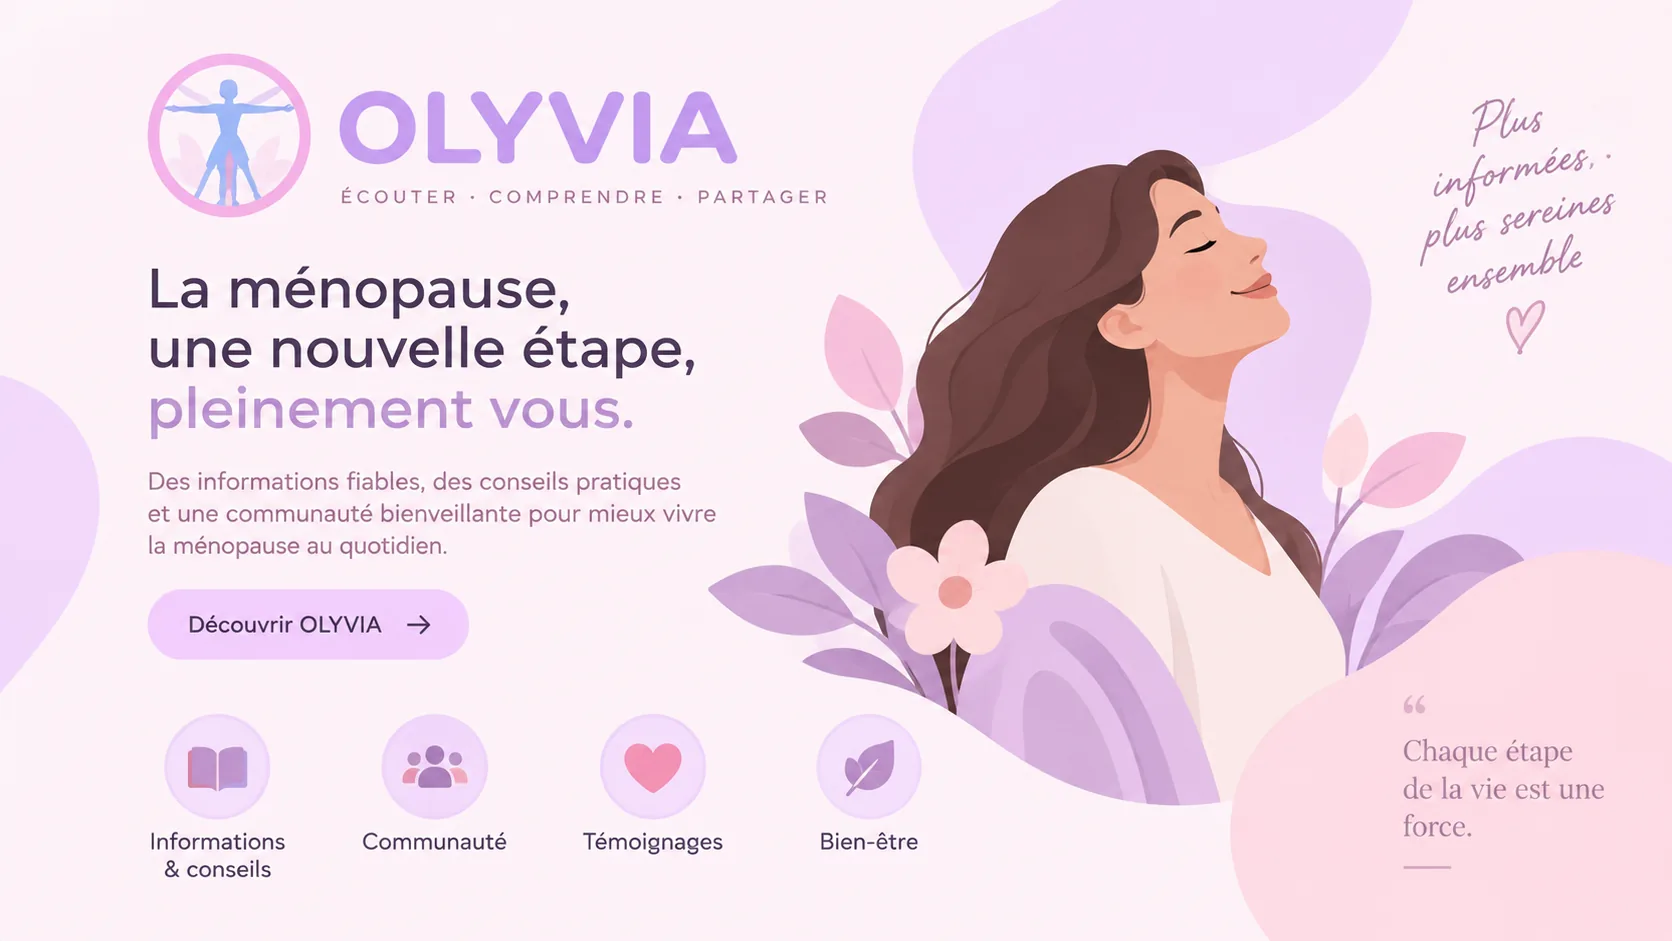 OLYVIA
ÉCOUTER · COMPRENDRE · PARTAGER
La ménopause,
une nouvelle étape,
pleinement vous.
Des informations fiables, des conseils pratiques
et une communauté bienveillante pour mieux vivre
la ménopause au quotidien.
Découvrir OLYVIA →
Informations
& conseils
Communauté
Témoignages
Bien-être
Plus
informées,
plus sereines
ensemble
“
Chaque étape
de la vie est une
force.